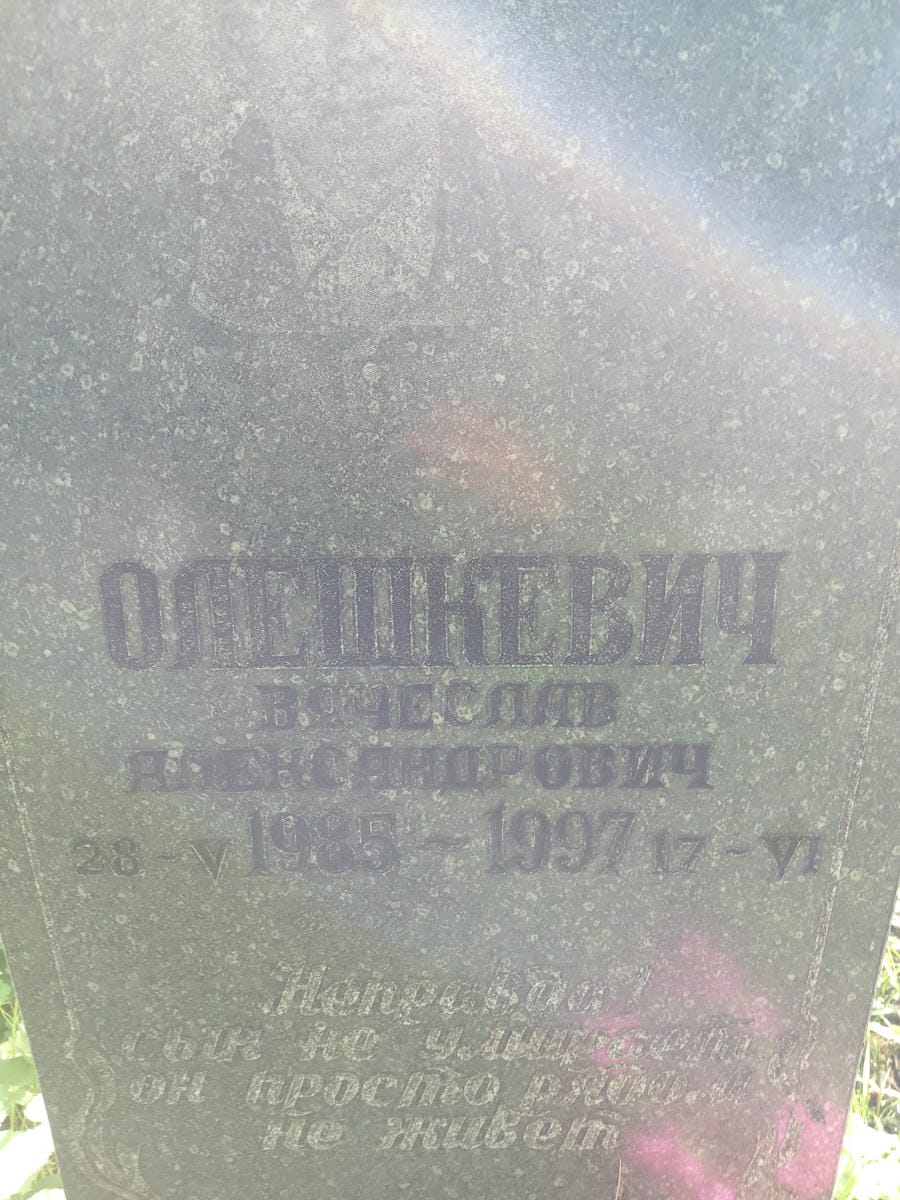 ОЛЕШКЕВИЧ
ВЯЧЕСЛАВ
АЛЕКСАНДРОВИЧ
28 - V 1985 ~ 1997 17 - VI
Неправда!
сын не умирает,
он просто рядом
не живет